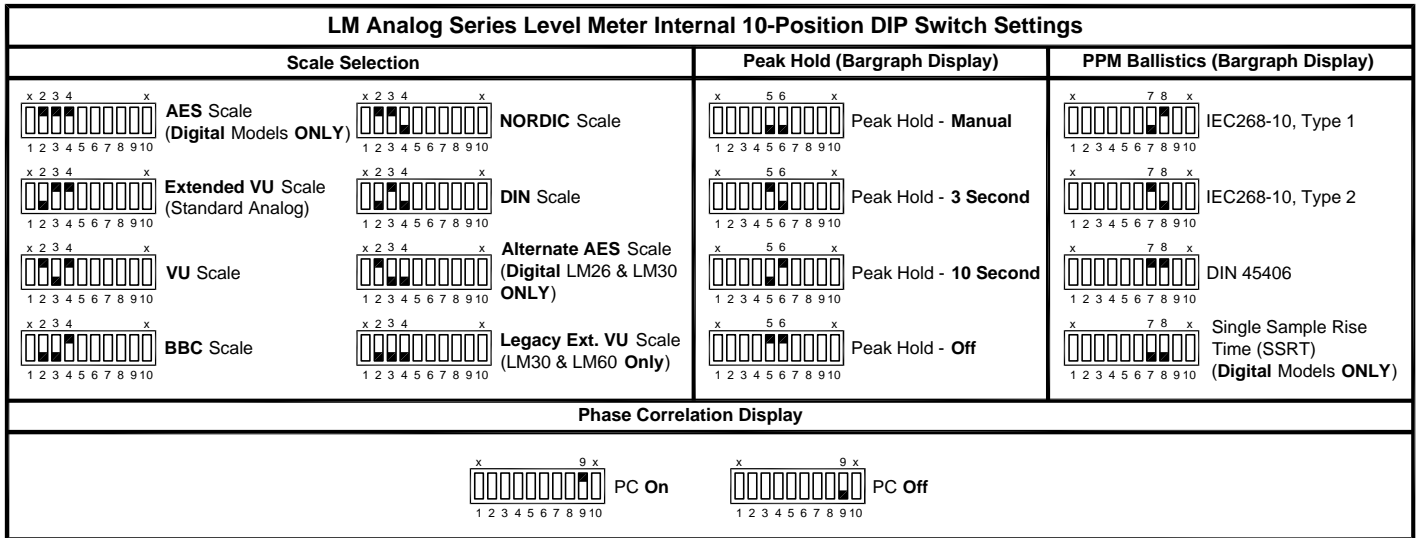 LM Analog Series Level Meter Internal 10-Position DIP Switch Settings
Scale Selection
x 2 3 4 x
1 2 3 4 5 6 7 8 9 10
AES Scale
(Digital Models ONLY)
x 2 3 4 x
1 2 3 4 5 6 7 8 9 10
NORDIC Scale
x 2 3 4 x
1 2 3 4 5 6 7 8 9 10
Extended VU Scale
(Standard Analog)
x 2 3 4 x
1 2 3 4 5 6 7 8 9 10
DIN Scale
x 2 3 4 x
1 2 3 4 5 6 7 8 9 10
VU Scale
x 2 3 4 x
1 2 3 4 5 6 7 8 9 10
Alternate AES Scale
(Digital LM26 & LM30
ONLY)
x 2 3 4 x
1 2 3 4 5 6 7 8 9 10
BBC Scale
x 2 3 4 x
1 2 3 4 5 6 7 8 9 10
Legacy Ext. VU Scale
(LM30 & LM60 Only)
Peak Hold (Bargraph Display)
x 5 6 x
1 2 3 4 5 6 7 8 9 10
Peak Hold - Manual
x 5 6 x
1 2 3 4 5 6 7 8 9 10
Peak Hold - 3 Second
x 5 6 x
1 2 3 4 5 6 7 8 9 10
Peak Hold - 10 Second
x 5 6 x
1 2 3 4 5 6 7 8 9 10
Peak Hold - Off
PPM Ballistics (Bargraph Display)
x 7 8 x
1 2 3 4 5 6 7 8 9 10
IEC268-10, Type 1
x 7 8 x
1 2 3 4 5 6 7 8 9 10
IEC268-10, Type 2
x 7 8 x
1 2 3 4 5 6 7 8 9 10
DIN 45406
x 7 8 x
1 2 3 4 5 6 7 8 9 10
Single Sample Rise
Time (SSRT)
(Digital Models ONLY)
Phase Correlation Display
x 9 x
1 2 3 4 5 6 7 8 9 10
PC On
x 9 x
1 2 3 4 5 6 7 8 9 10
PC Off